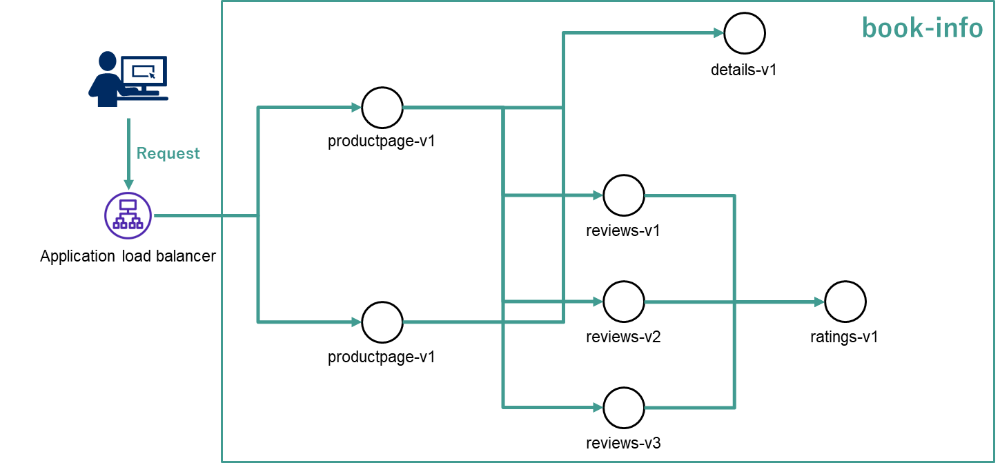 book-info
details-v1
productpage-v1
Request
reviews-v1
Application load balancer
reviews-v2
ratings-v1
productpage-v1
reviews-v3